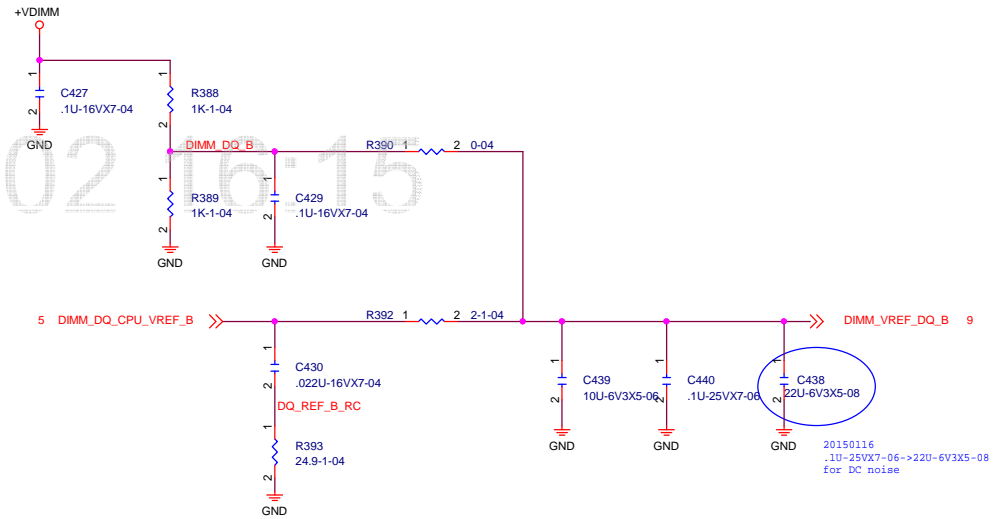 +VDIMM
1
C427
.1U-16VX7-04
2
GND
1
R388
1K-1-04
2
DIMM_DQ_B
R390 1 2 0-04
02 16:15
1
R389
1K-1-04
2
GND
1
C429
.1U-16VX7-04
2
GND
5 DIMM_DQ_CPU_VREF_B
R392 1 2 2-1-04
DIMM_VREF_DQ_B 9
1
C430
.022U-16VX7-04
2
DQ_REF_B_RC
1
R393
24.9-1-04
2
GND
1
C439
10U-6V3X5-06
2
GND
1
C440
.1U-25VX7-06
2
GND
1
C438
22U-6V3X5-08
2
GND
20150116
.1U-25VX7-06->22U-6V3X5-08
for DC noise